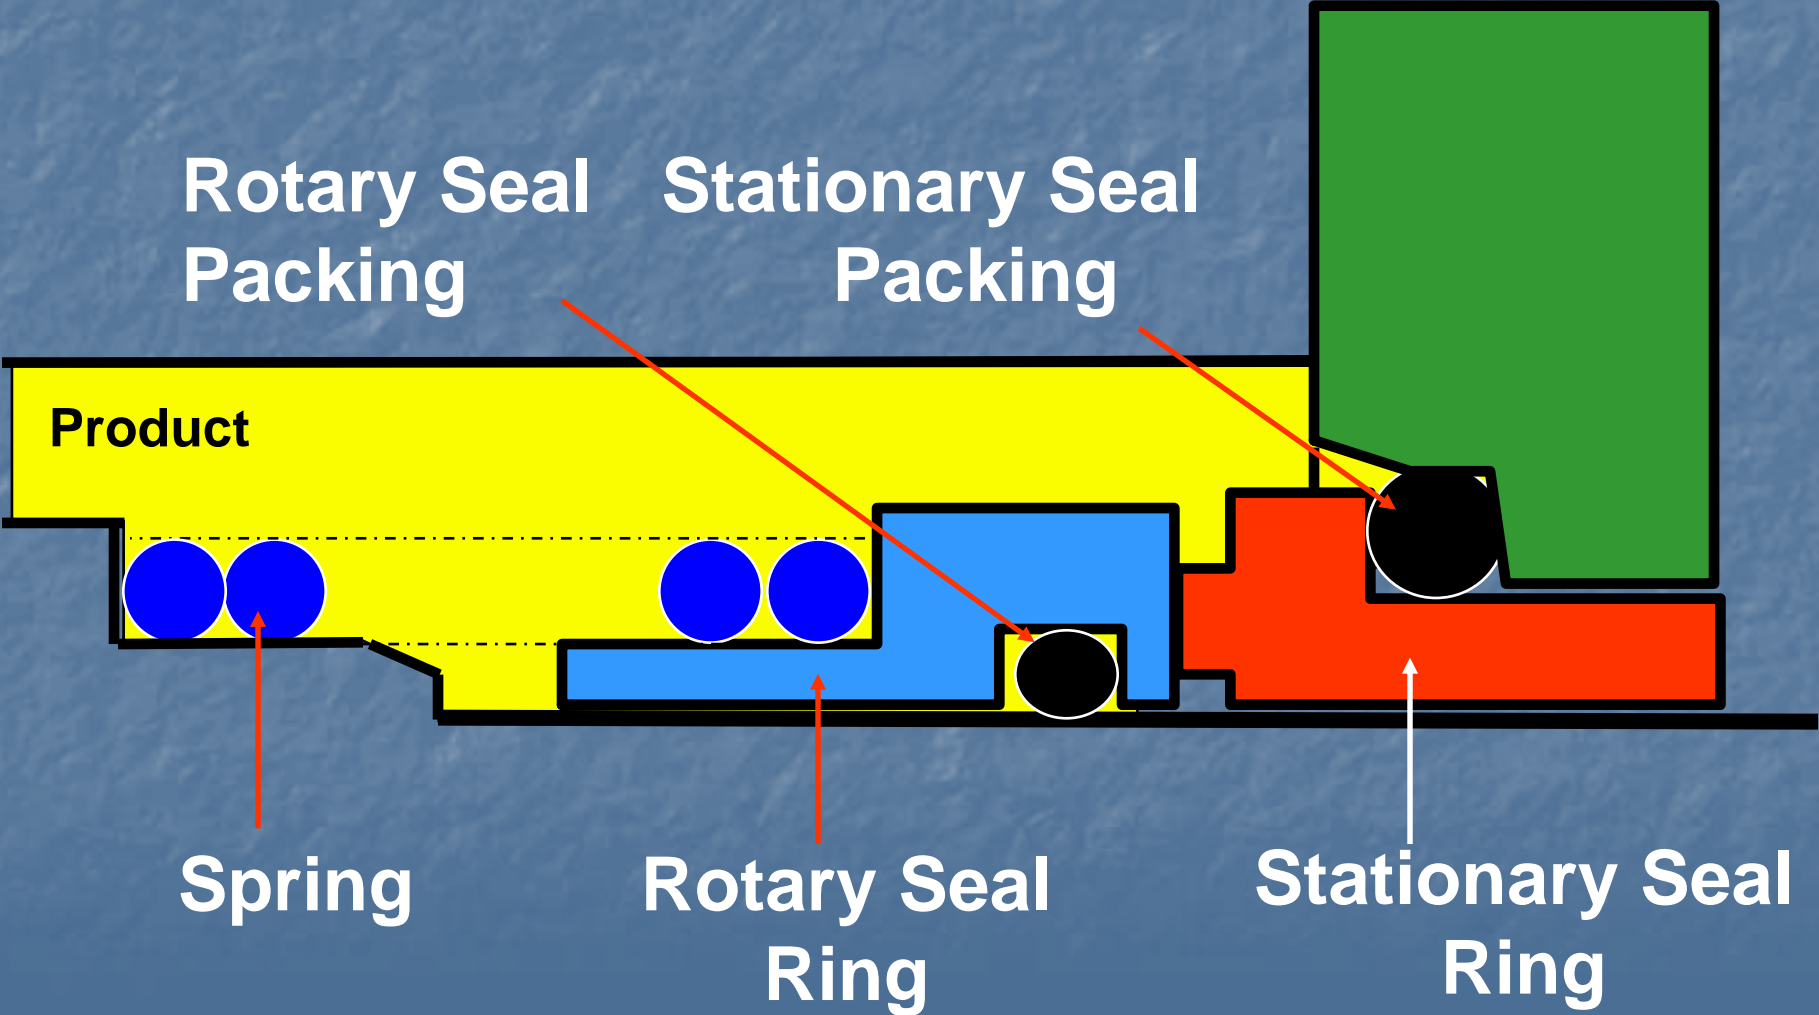 Rotary Seal
Packing
Stationary Seal
Packing
Product
Spring
Rotary Seal
Ring
Stationary Seal
Ring